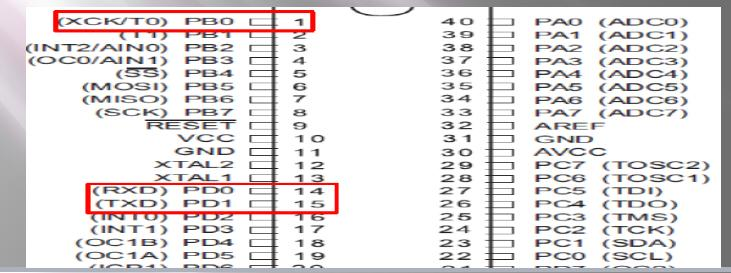 (XCK/T0) PB0 1 40 PA0 (ADC0)
(T1) PB1 2 39 PA1 (ADC1)
(INT2/AIN0) PB2 3 38 PA2 (ADC2)
(OC0/AIN1) PB3 4 37 PA3 (ADC3)
(SS) PB4 5 36 PA4 (ADC4)
(MOSI) PB5 6 35 PA5 (ADC5)
(MISO) PB6 7 34 PA6 (ADC6)
(SCK) PB7 8 33 PA7 (ADC7)
RESET 9 32 AREF
VCC 10 31 GND
GND 11 30 AVCC
XTAL2 12 29 PC7 (TOSC2)
XTAL1 13 28 PC6 (TOSC1)
(RXD) PD0 14 27 PC5 (TDI)
(TXD) PD1 15 26 PC4 (TDO)
(INT0) PD2 16 25 PC3 (TMS)
(INT1) PD3 17 24 PC2 (TCK)
(OC1B) PD4 18 23 PC1 (SDA)
(OC1A) PD5 19 22 PC0 (SCL)